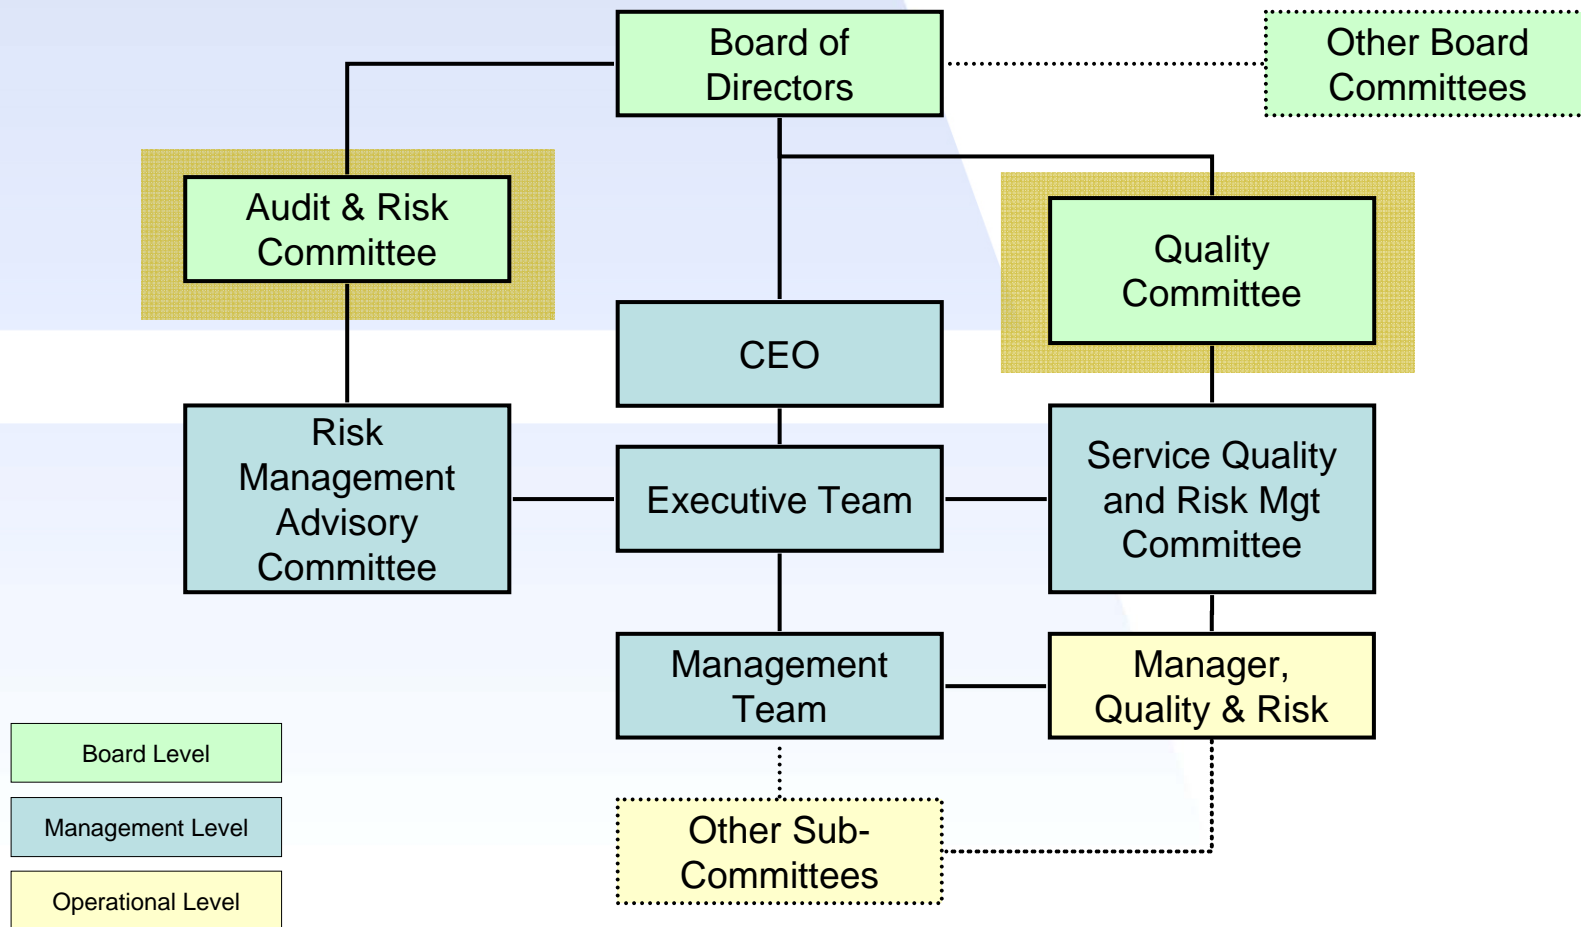 Board of
Directors
Other Board
Committees
Audit & Risk
Committee
Quality
Committee
CEO
Risk
Management
Advisory
Committee
Executive Team
Service Quality
and Risk Mgt
Committee
Management
Team
Manager,
Quality & Risk
Board Level
Management Level
Operational Level
Other Sub-
Committees